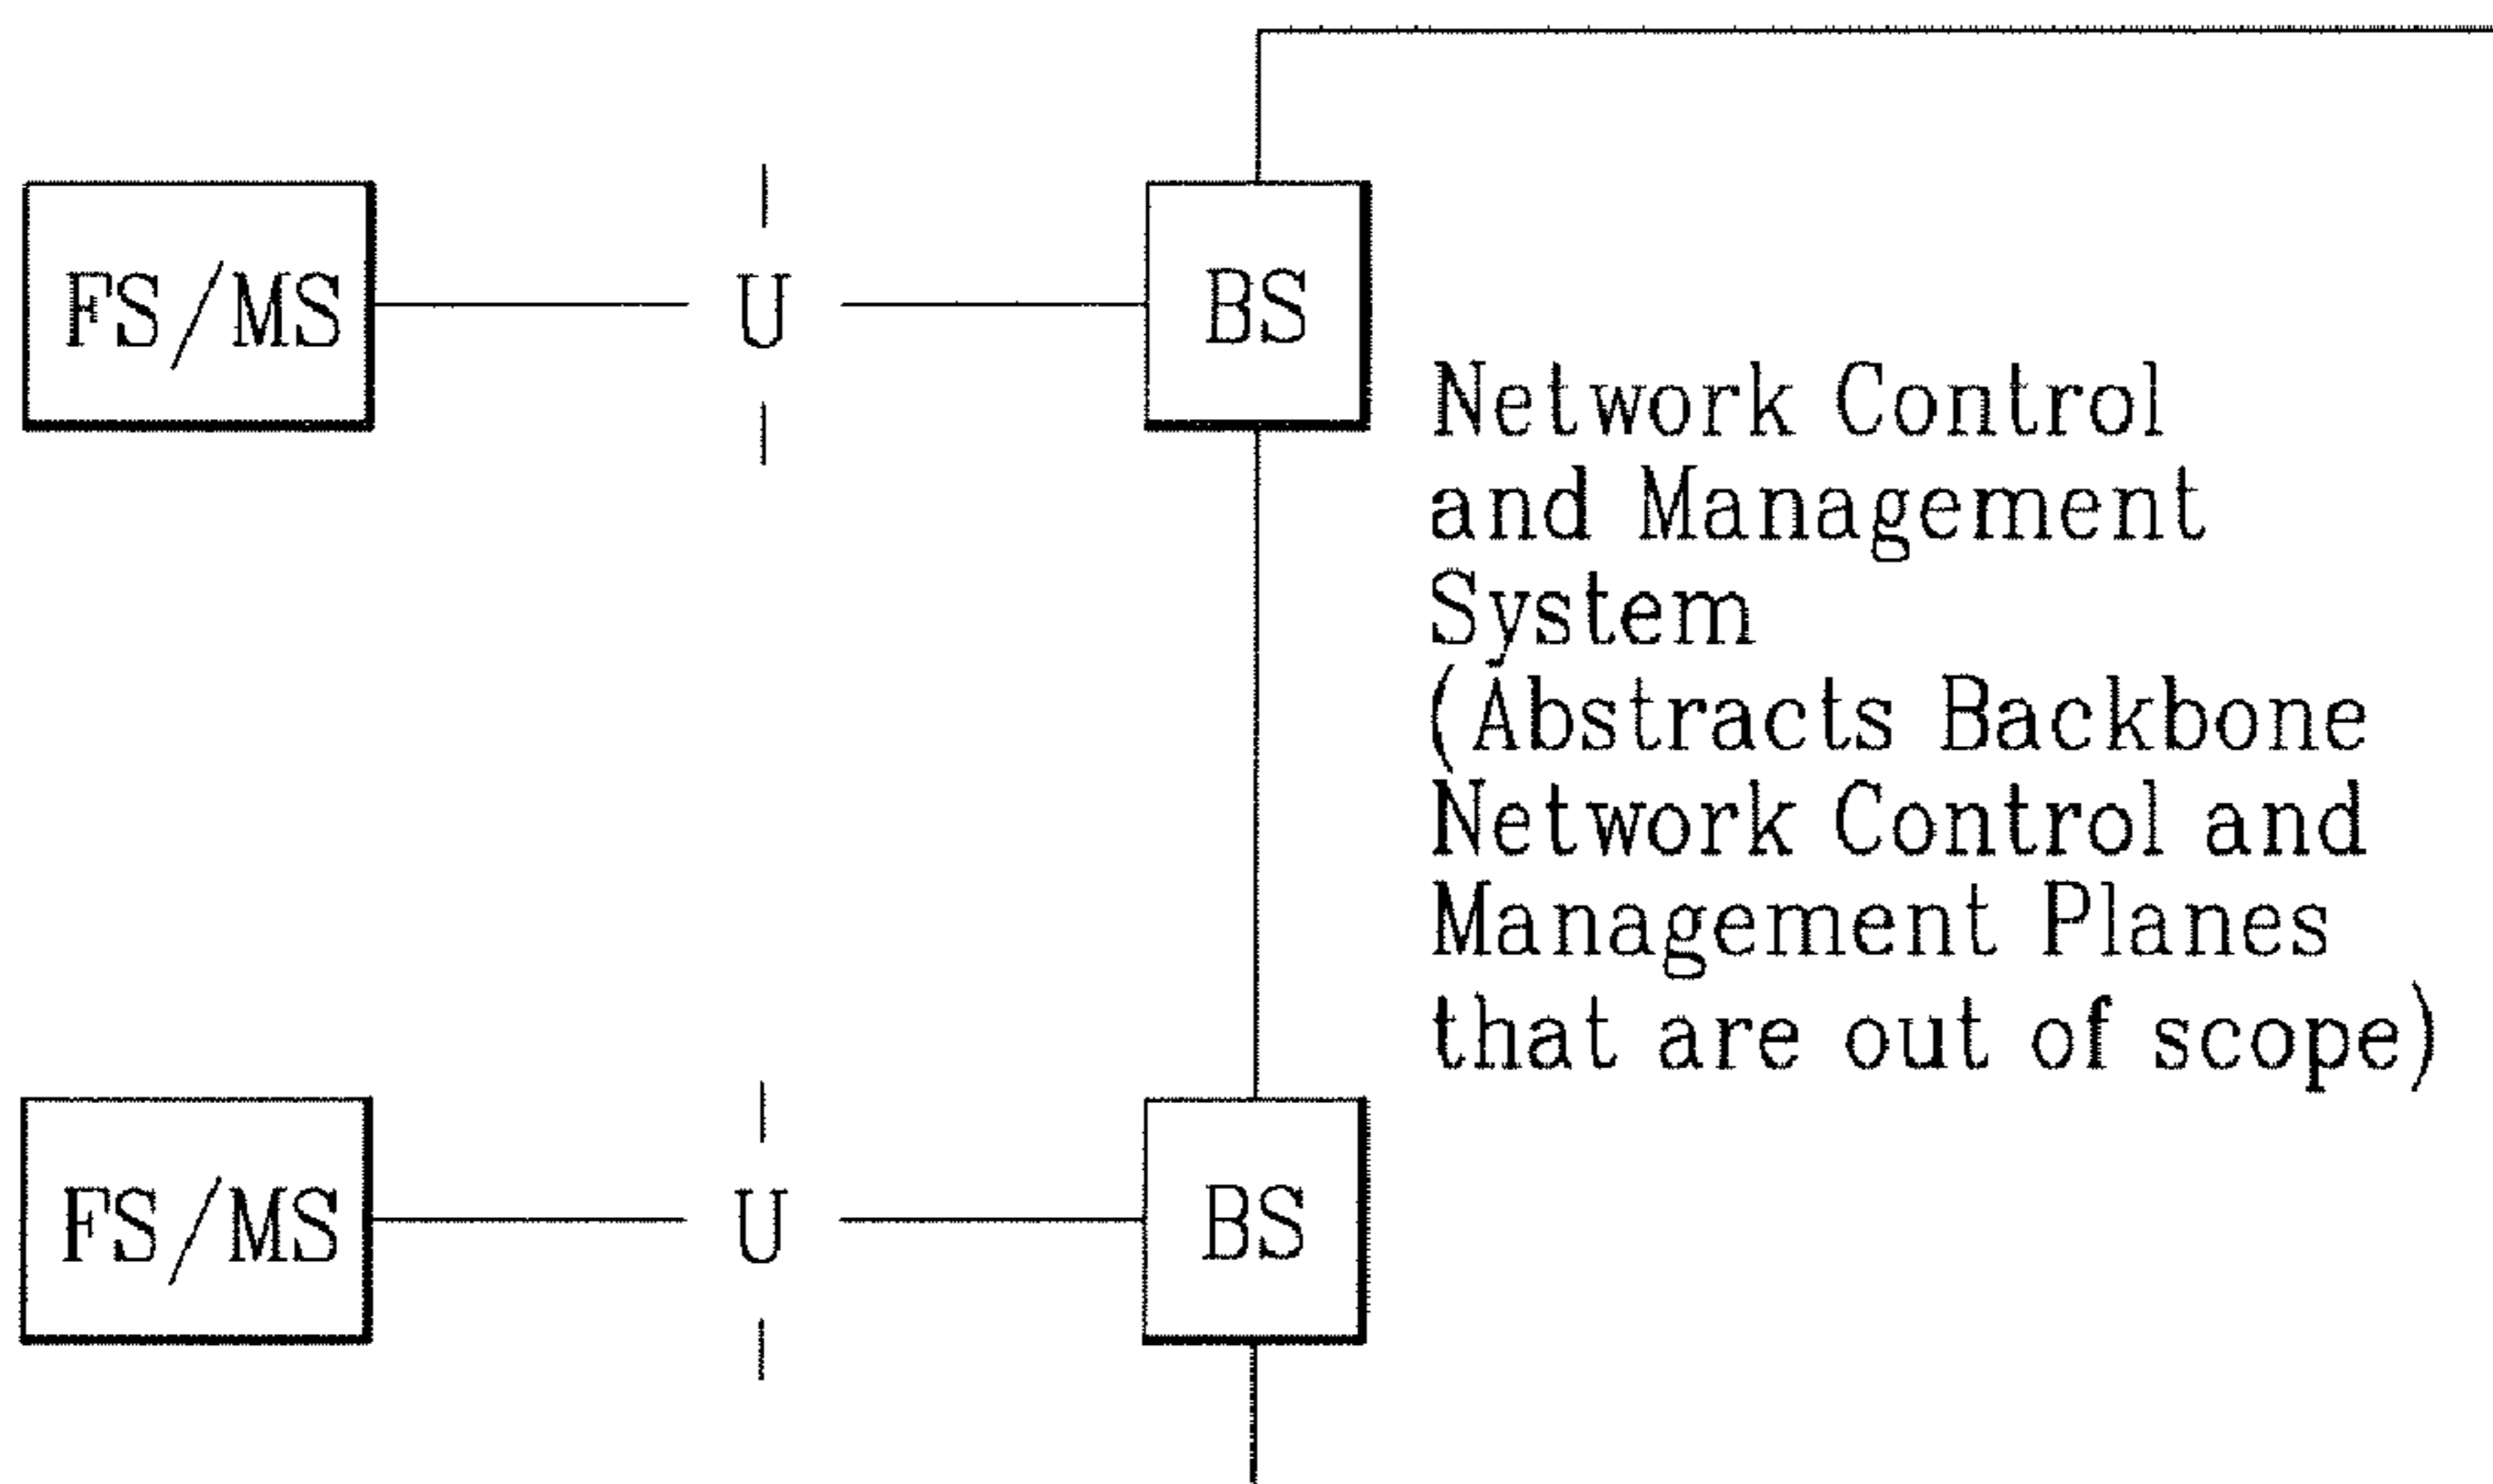 FS/MS
U
BS
Network Control
and Management
System
(Abstracts Backbone
Network Control and
Management Planes
that are out of scope)
FS/MS
U
BS